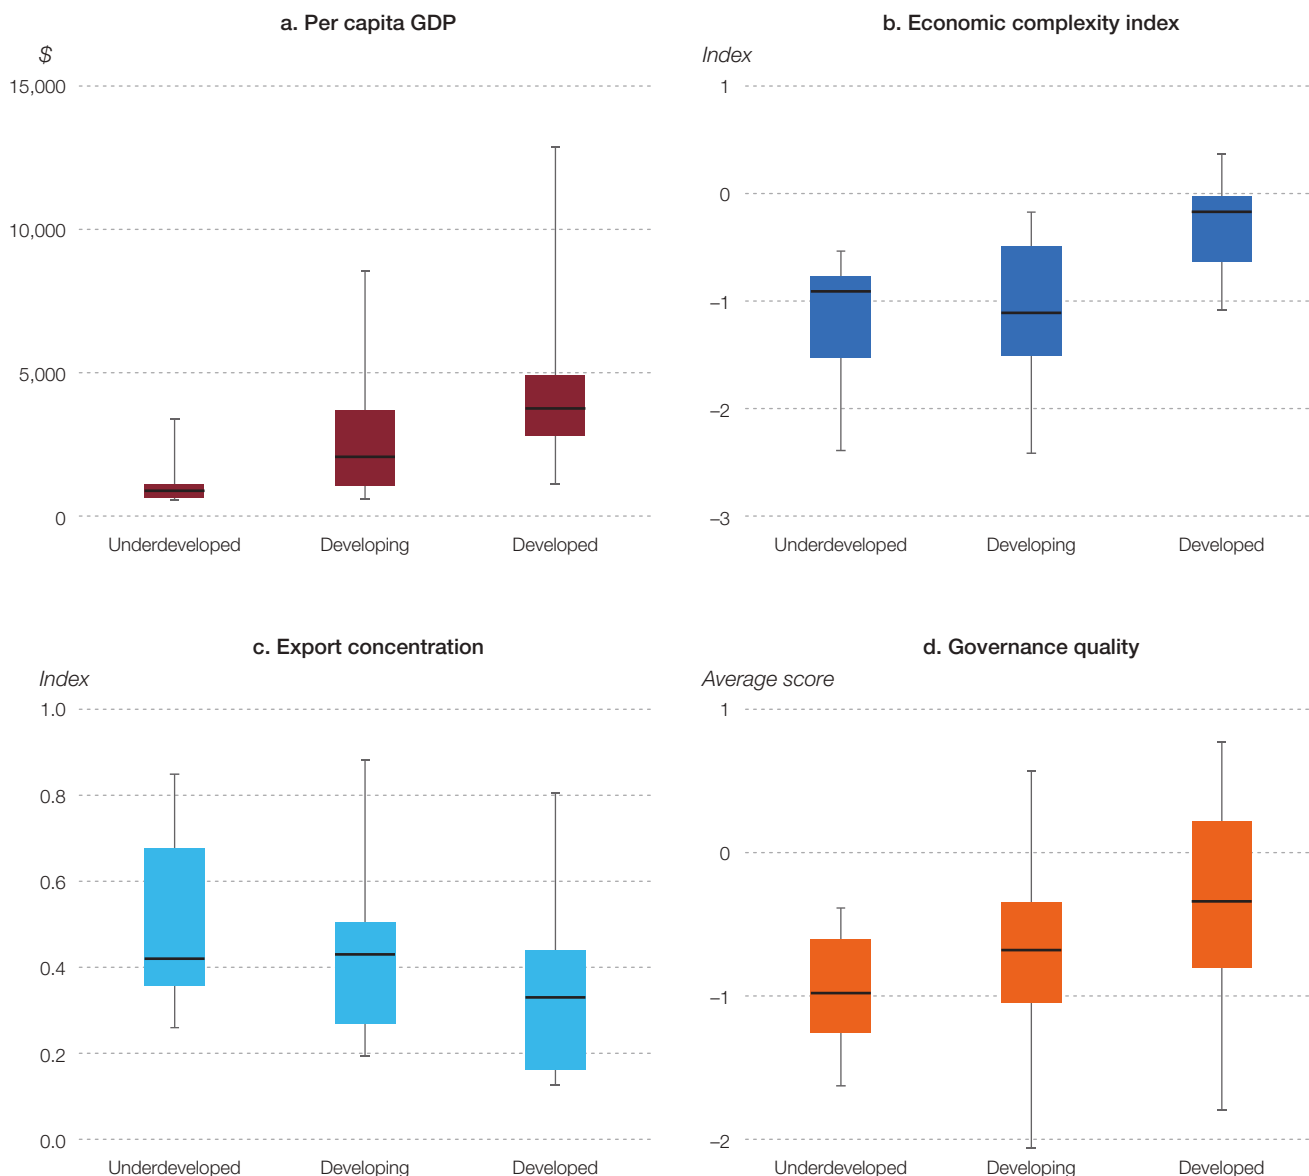 a. Per capita GDP
$
15,000
10,000
5,000
0
Underdeveloped Developing Developed
b. Economic complexity index
Index
1
0
–1
–2
–3
Underdeveloped Developing Developed
c. Export concentration
Index
1.0
0.8
0.6
0.4
0.2
0.0
Underdeveloped Developing Developed
d. Governance quality
Average score
1
0
–1
–2
Underdeveloped Developing Developed